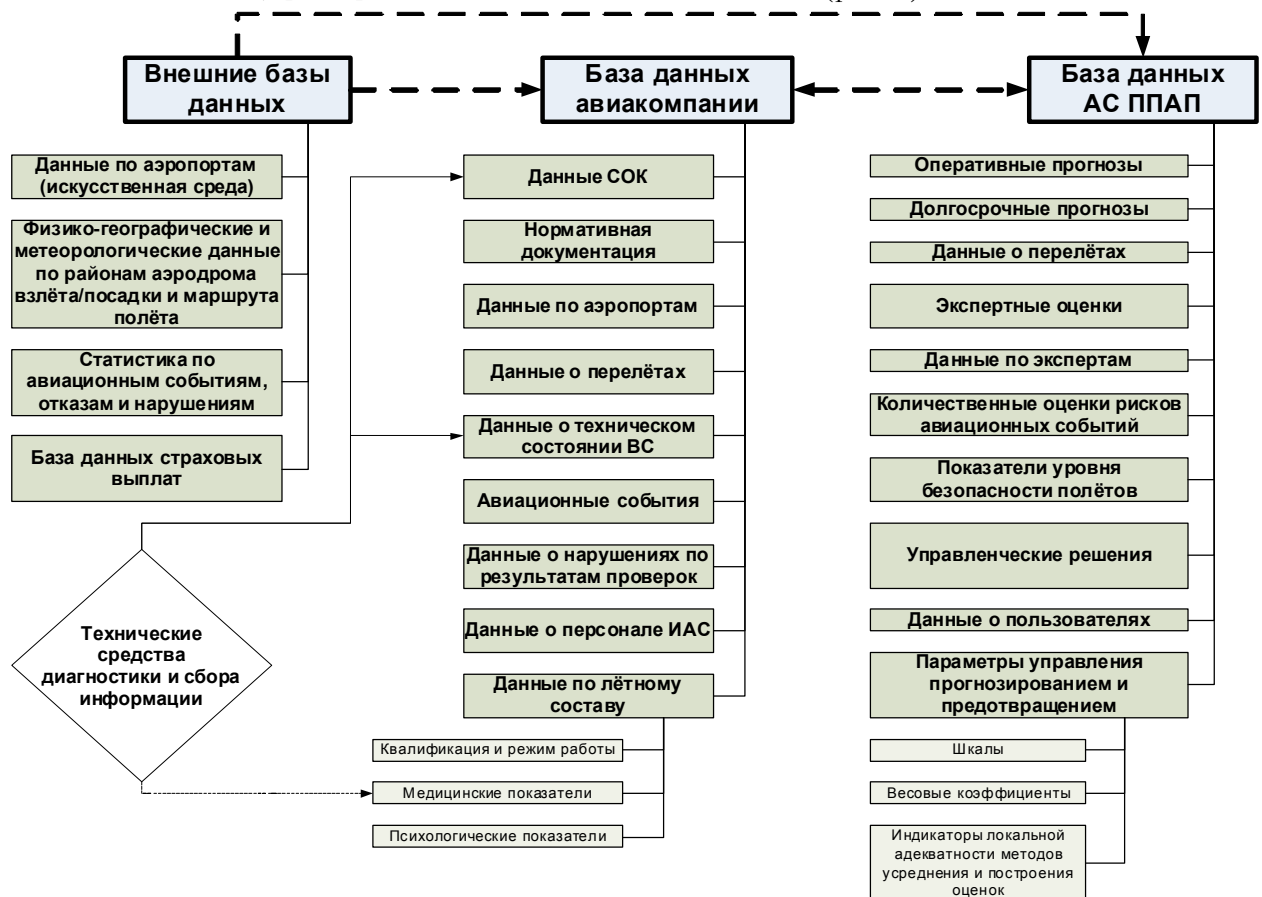 Внешние базы
данных
База данных
авиакомпании
База данных
АС ППАП
Данные по аэропортам
(искусственная среда)
Физико-географические и
метеорологические данные
по районам аэродрома
взлёта/посадки и маршрута
полёта
Статистика по
авиационным событиям,
отказам и нарушениям
База данных страховых
выплат
Технические
средства
диагностики и сбора
информации
Данные СОК
Нормативная
документация
Данные по аэропортам
Данные о перелётах
Данные о техническом
состоянии ВС
Авиационные события
Данные о нарушениях по
результатам проверок
Данные о персонале ИАС
Данные по лётному
составу
Квалификация и режим работы
Медицинские показатели
Психологические показатели
Оперативные прогнозы
Долгосрочные прогнозы
Данные о перелётах
Экспертные оценки
Данные по экспертам
Количественные оценки рисков
авиационных событий
Показатели уровня
безопасности полётов
Управленческие решения
Данные о пользователях
Параметры управления
прогнозированием и
предотвращением
Шкалы
Весовые коэффициенты
Индикаторы локальной
адекватности методов
усреднения и построения
оценок